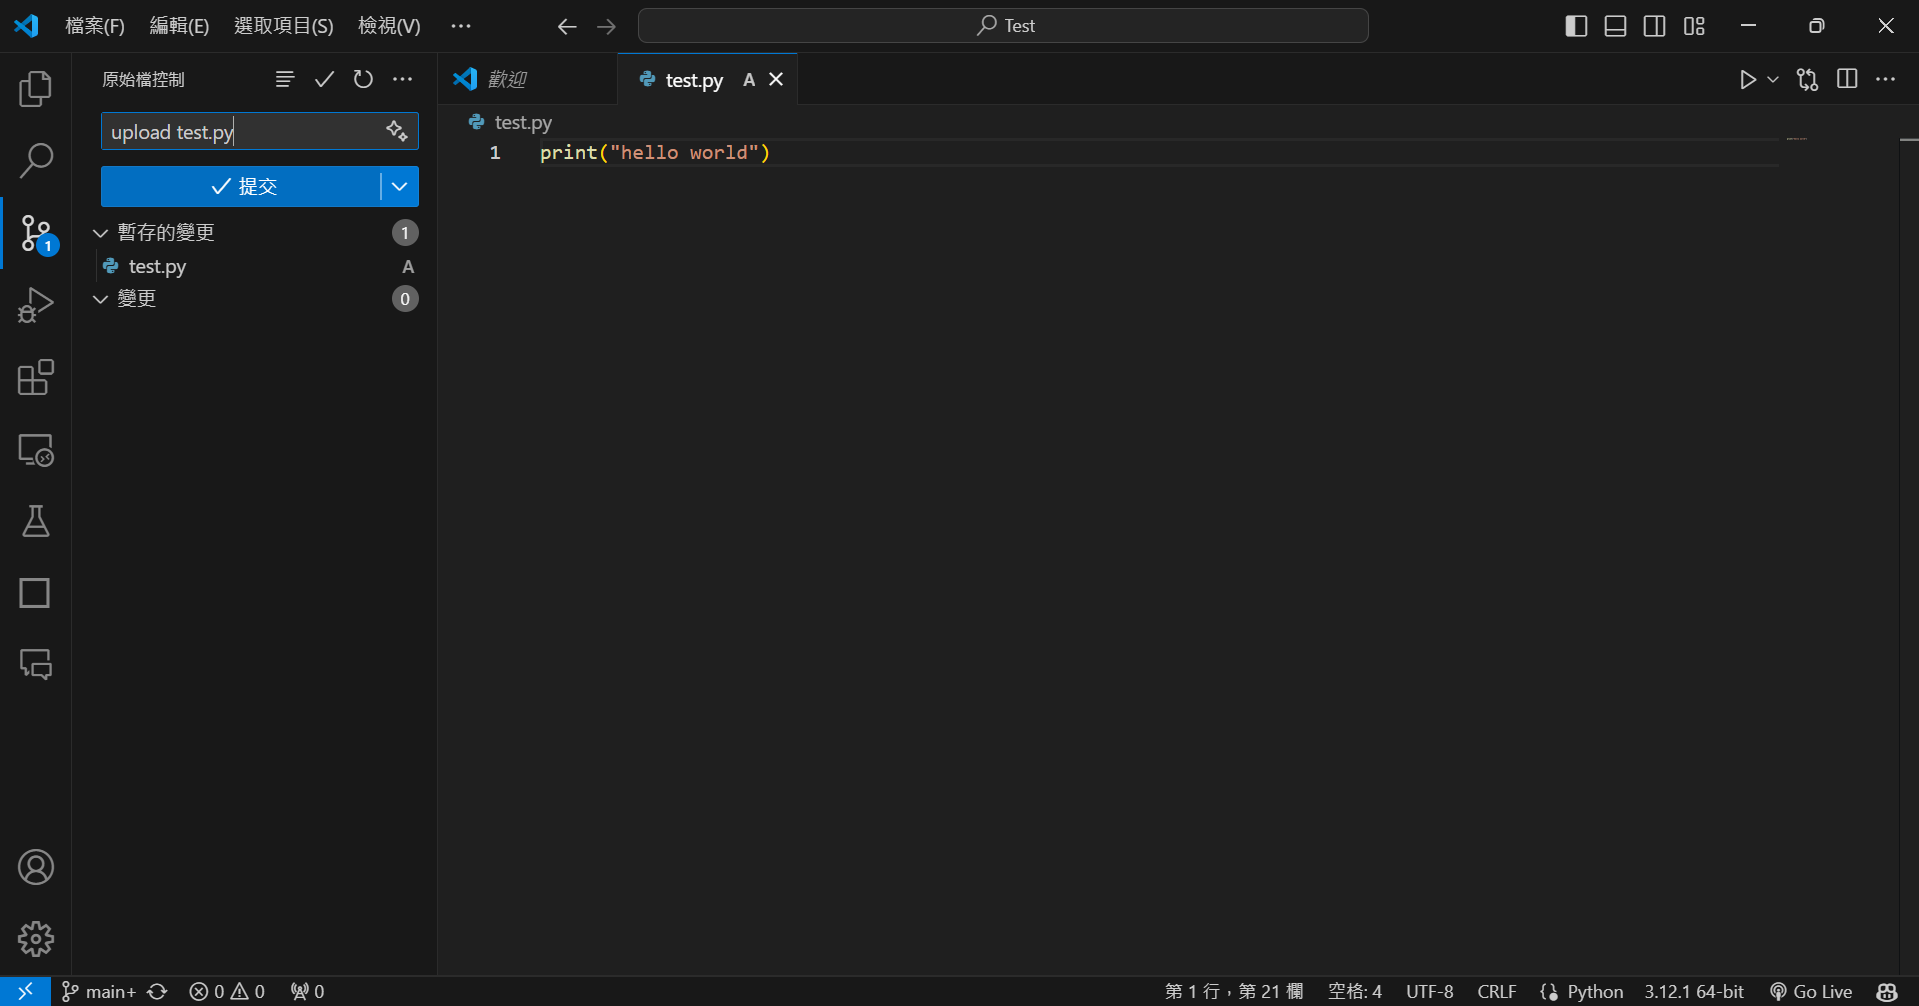 檔案(F) 編輯(E) 選取項目(S) 檢視(V) ··· Test
原始檔控制
歡迎 test.py A
upload test.py
test.py
提交
1 print("hello world")
暫存的變更 1
test.py A
變更 0
1
main+ 0 0 0 第 1 行，第 21 欄 空格: 4 UTF-8 CRLF Python 3.12.1 64-bit Go Live